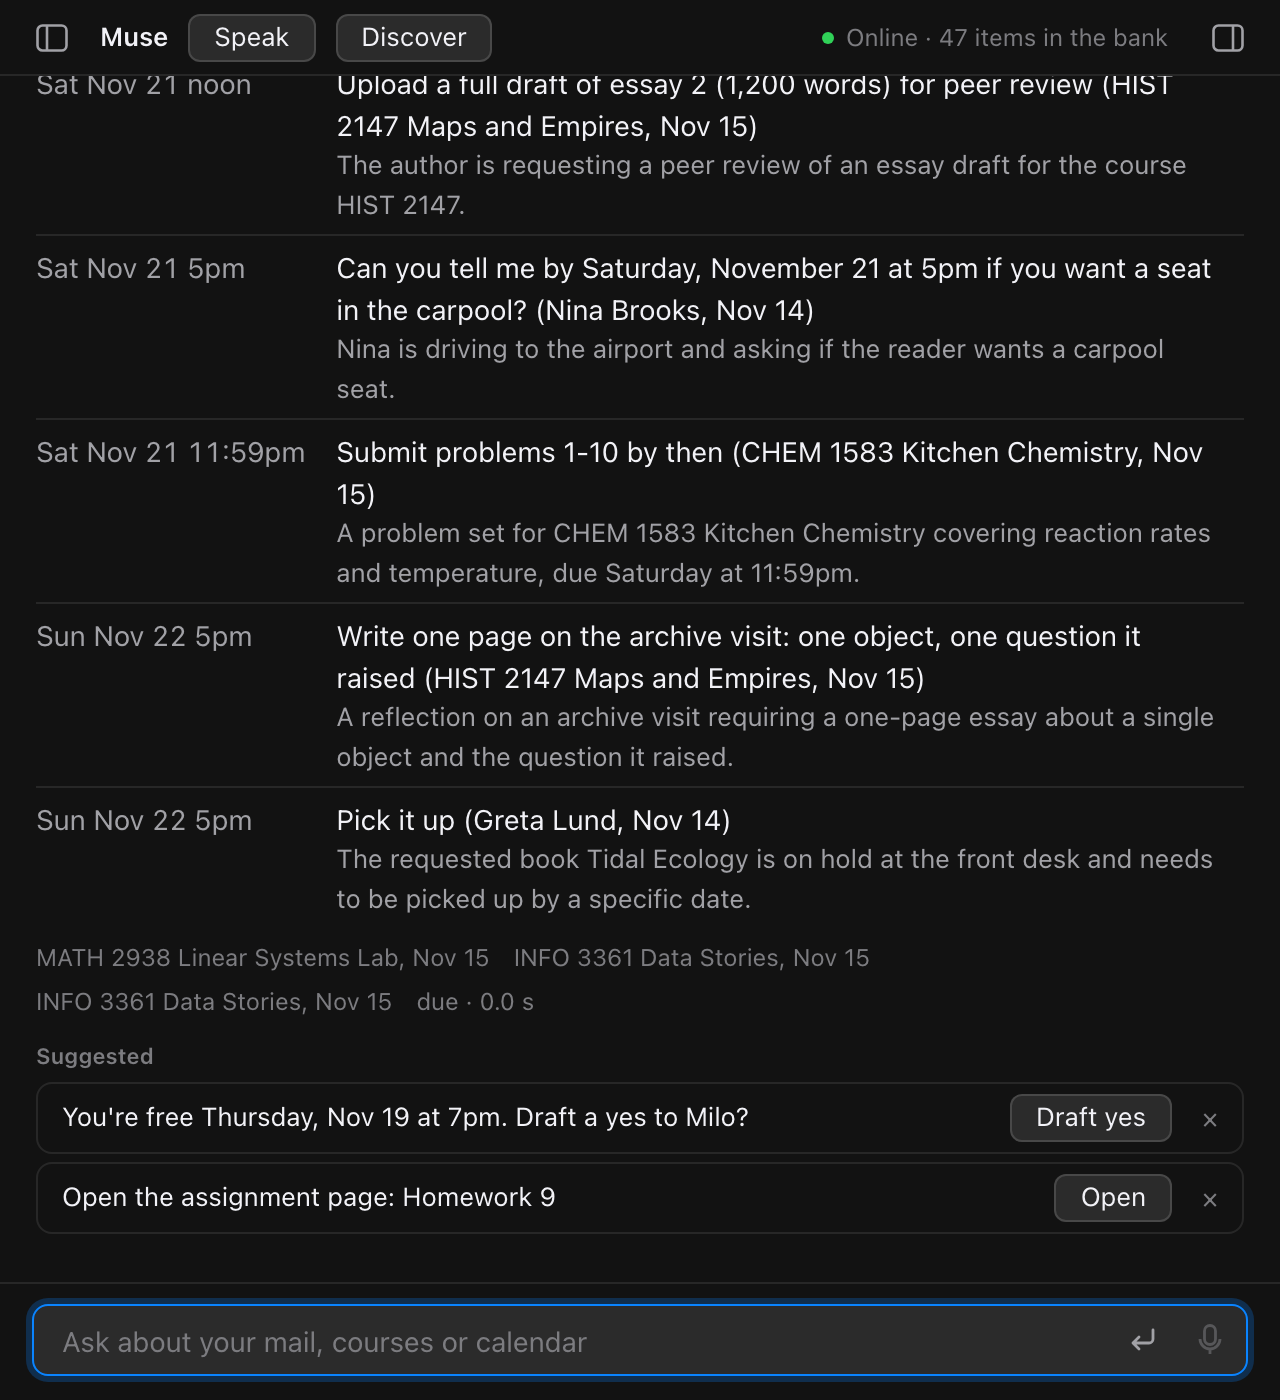 Muse Speak Discover Online · 47 items in the bank
Sat Nov 21 noon Upload a full draft of essay 2 (1,200 words) for peer review (HIST
2147 Maps and Empires, Nov 15)
The author is requesting a peer review of an essay draft for the course
HIST 2147.
Sat Nov 21 5pm Can you tell me by Saturday, November 21 at 5pm if you want a seat
in the carpool? (Nina Brooks, Nov 14)
Nina is driving to the airport and asking if the reader wants a carpool
seat.
Sat Nov 21 11:59pm Submit problems 1-10 by then (CHEM 1583 Kitchen Chemistry, Nov
15)
A problem set for CHEM 1583 Kitchen Chemistry covering reaction rates
and temperature, due Saturday at 11:59pm.
Sun Nov 22 5pm Write one page on the archive visit: one object, one question it
raised (HIST 2147 Maps and Empires, Nov 15)
A reflection on an archive visit requiring a one-page essay about a single
object and the question it raised.
Sun Nov 22 5pm Pick it up (Greta Lund, Nov 14)
The requested book Tidal Ecology is on hold at the front desk and needs
to be picked up by a specific date.
MATH 2938 Linear Systems Lab, Nov 15 INFO 3361 Data Stories, Nov 15
INFO 3361 Data Stories, Nov 15 due · 0.0 s
Suggested
You're free Thursday, Nov 19 at 7pm. Draft a yes to Milo? Draft yes ×
Open the assignment page: Homework 9 Open ×
Ask about your mail, courses or calendar